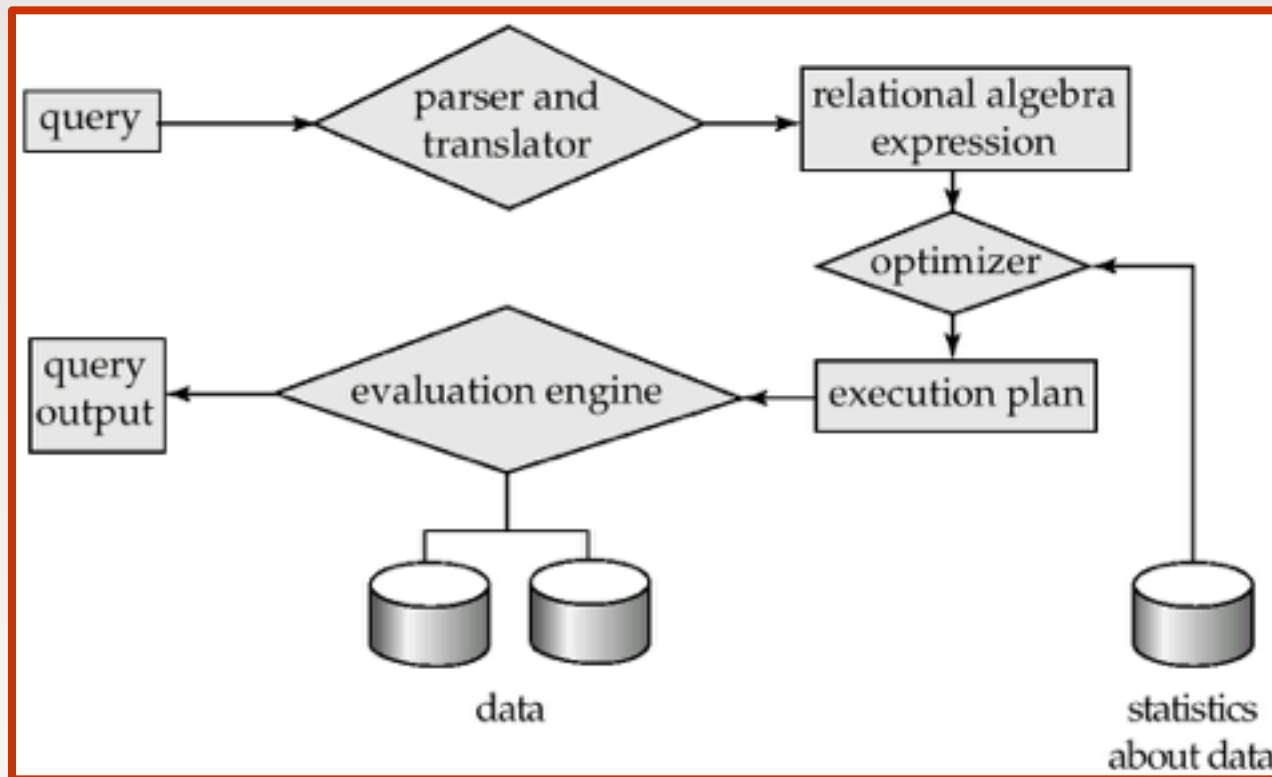 query
parser and
translator
relational algebra
expression
optimizer
query
output
evaluation engine
execution plan
data
statistics
about data